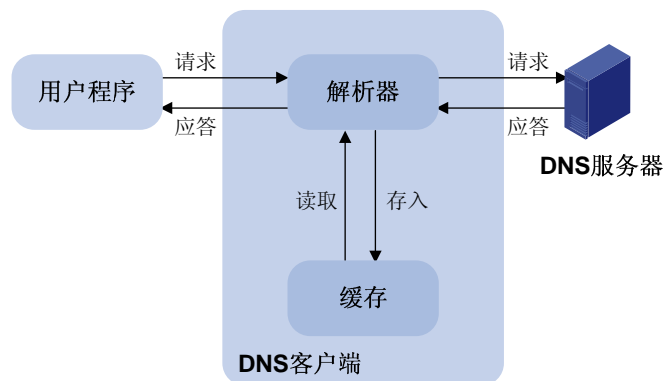 请求
请求
用户程序
解析器
应答
应答
DNS服务器
读取
存入
缓存
DNS客户端